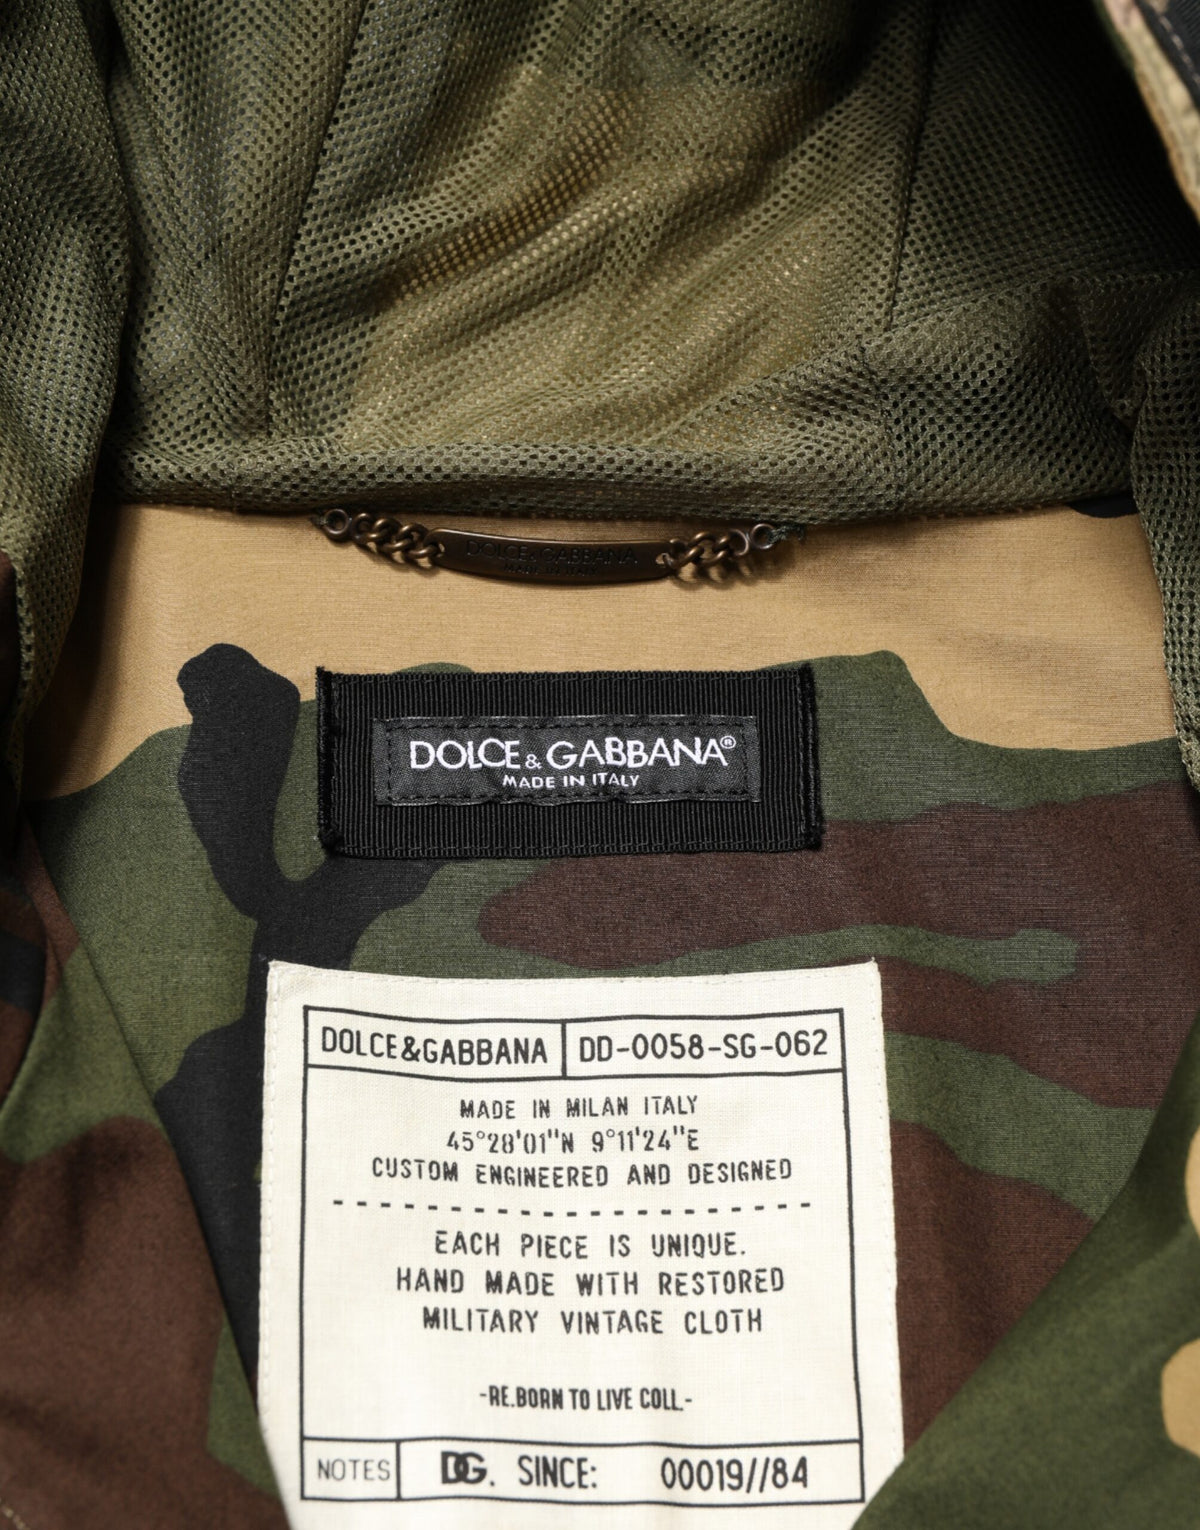 DOLCE & GABBANA
MADE IN ITALY
DOLCE & GABBANA®
MADE IN ITALY
DOLCE&GABBANA
DD-0058-SG-062
MADE IN MILAN ITALY
45°28'01"N 9°11'24"E
CUSTOM ENGINEERED AND DESIGNED
EACH PIECE IS UNIQUE.
HAND MADE WITH RESTORED
MILITARY VINTAGE CLOTH
-RE.BORN TO LIVE COLL.-
NOTES
DG. SINCE: 00019//84